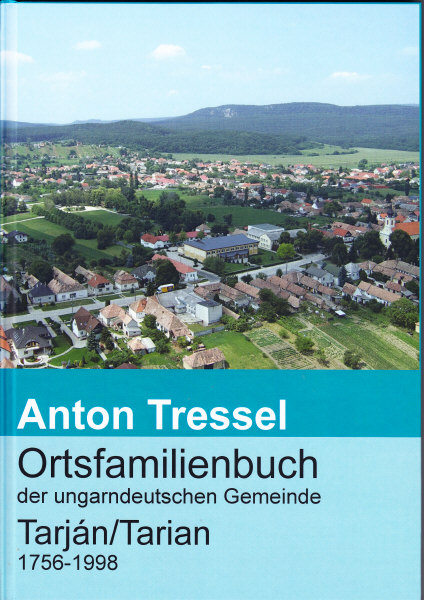 Anton Tressel
Ortsfamilienbuch
der ungarndeutschen Gemeinde
Tarján/Tarian
1756-1998